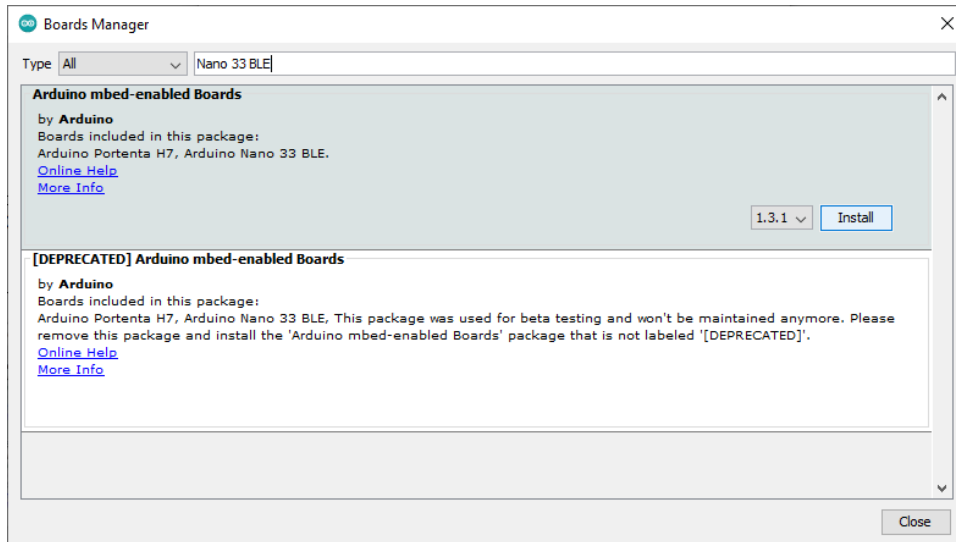 Boards Manager
Type All Nano 33 BLE
Arduino mbed-enabled Boards
by Arduino
Boards included in this package:
Arduino Portenta H7, Arduino Nano 33 BLE.
Online Help
More Info
1.3.1 Install
[DEPRECATED] Arduino mbed-enabled Boards
by Arduino
Boards included in this package:
Arduino Portenta H7, Arduino Nano 33 BLE, This package was used for beta testing and won't be maintained anymore. Please
remove this package and install the 'Arduino mbed-enabled Boards' package that is not labeled '[DEPRECATED]'.
Online Help
More Info
Close